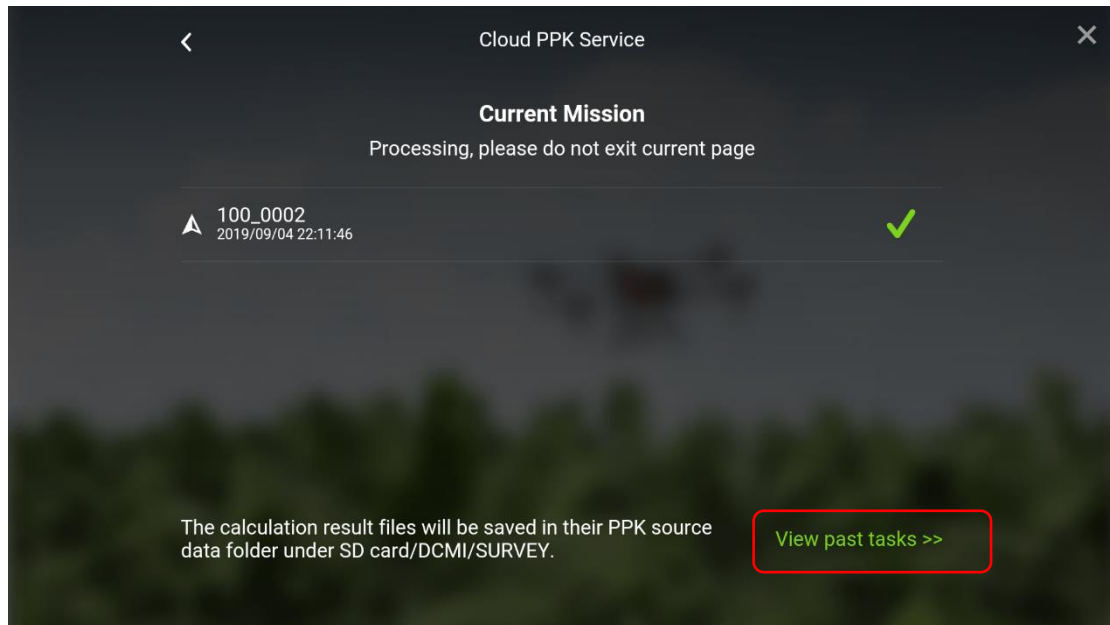 Cloud PPK Service
Current Mission
Processing, please do not exit current page
100_0002
2019/09/04 22:11:46
The calculation result files will be saved in their PPK source
data folder under SD card/DCMI/SURVEY.
View past tasks >>